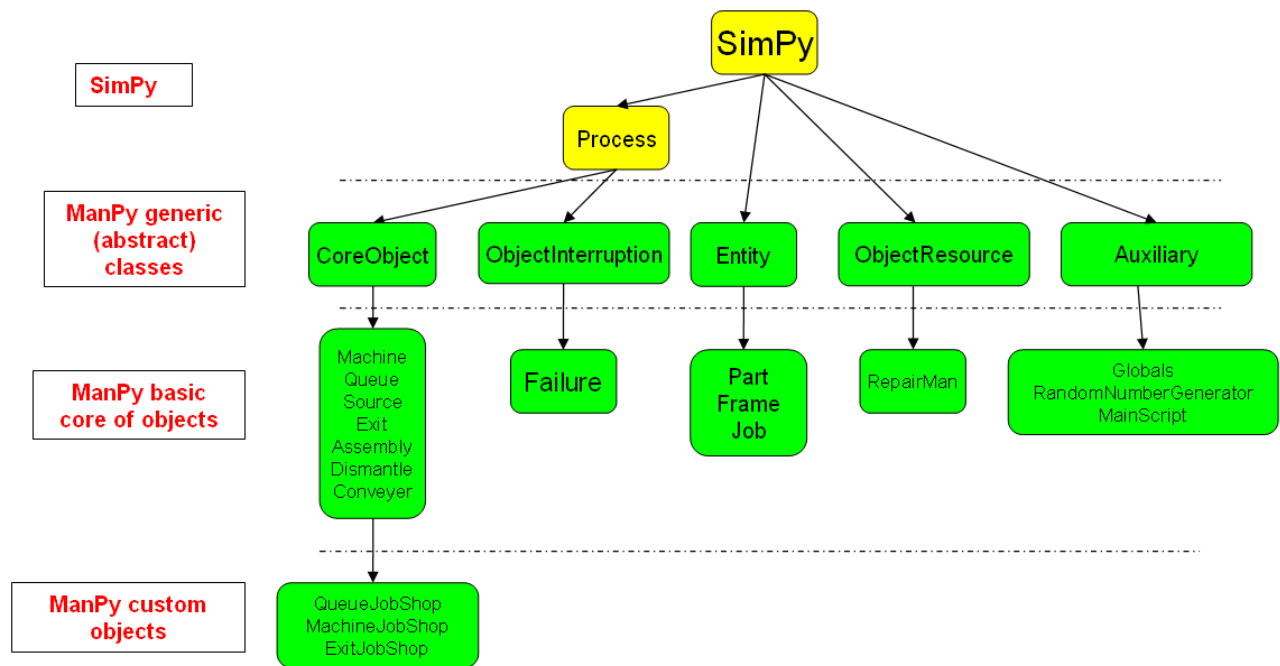 SimPy
SimPy
Process
ManPy generic
(abstract)
classes
CoreObject
ObjectInterruption
Entity
ObjectResource
Auxiliary
ManPy basic
core of objects
Machine
Queue
Source
Exit
Assembly
Dismantle
Conveyer
Failure
Part
Frame
Job
RepairMan
Globals
RandomNumberGenerator
MainScript
ManPy custom
objects
QueueJobShop
MachineJobShop
ExitJobShop